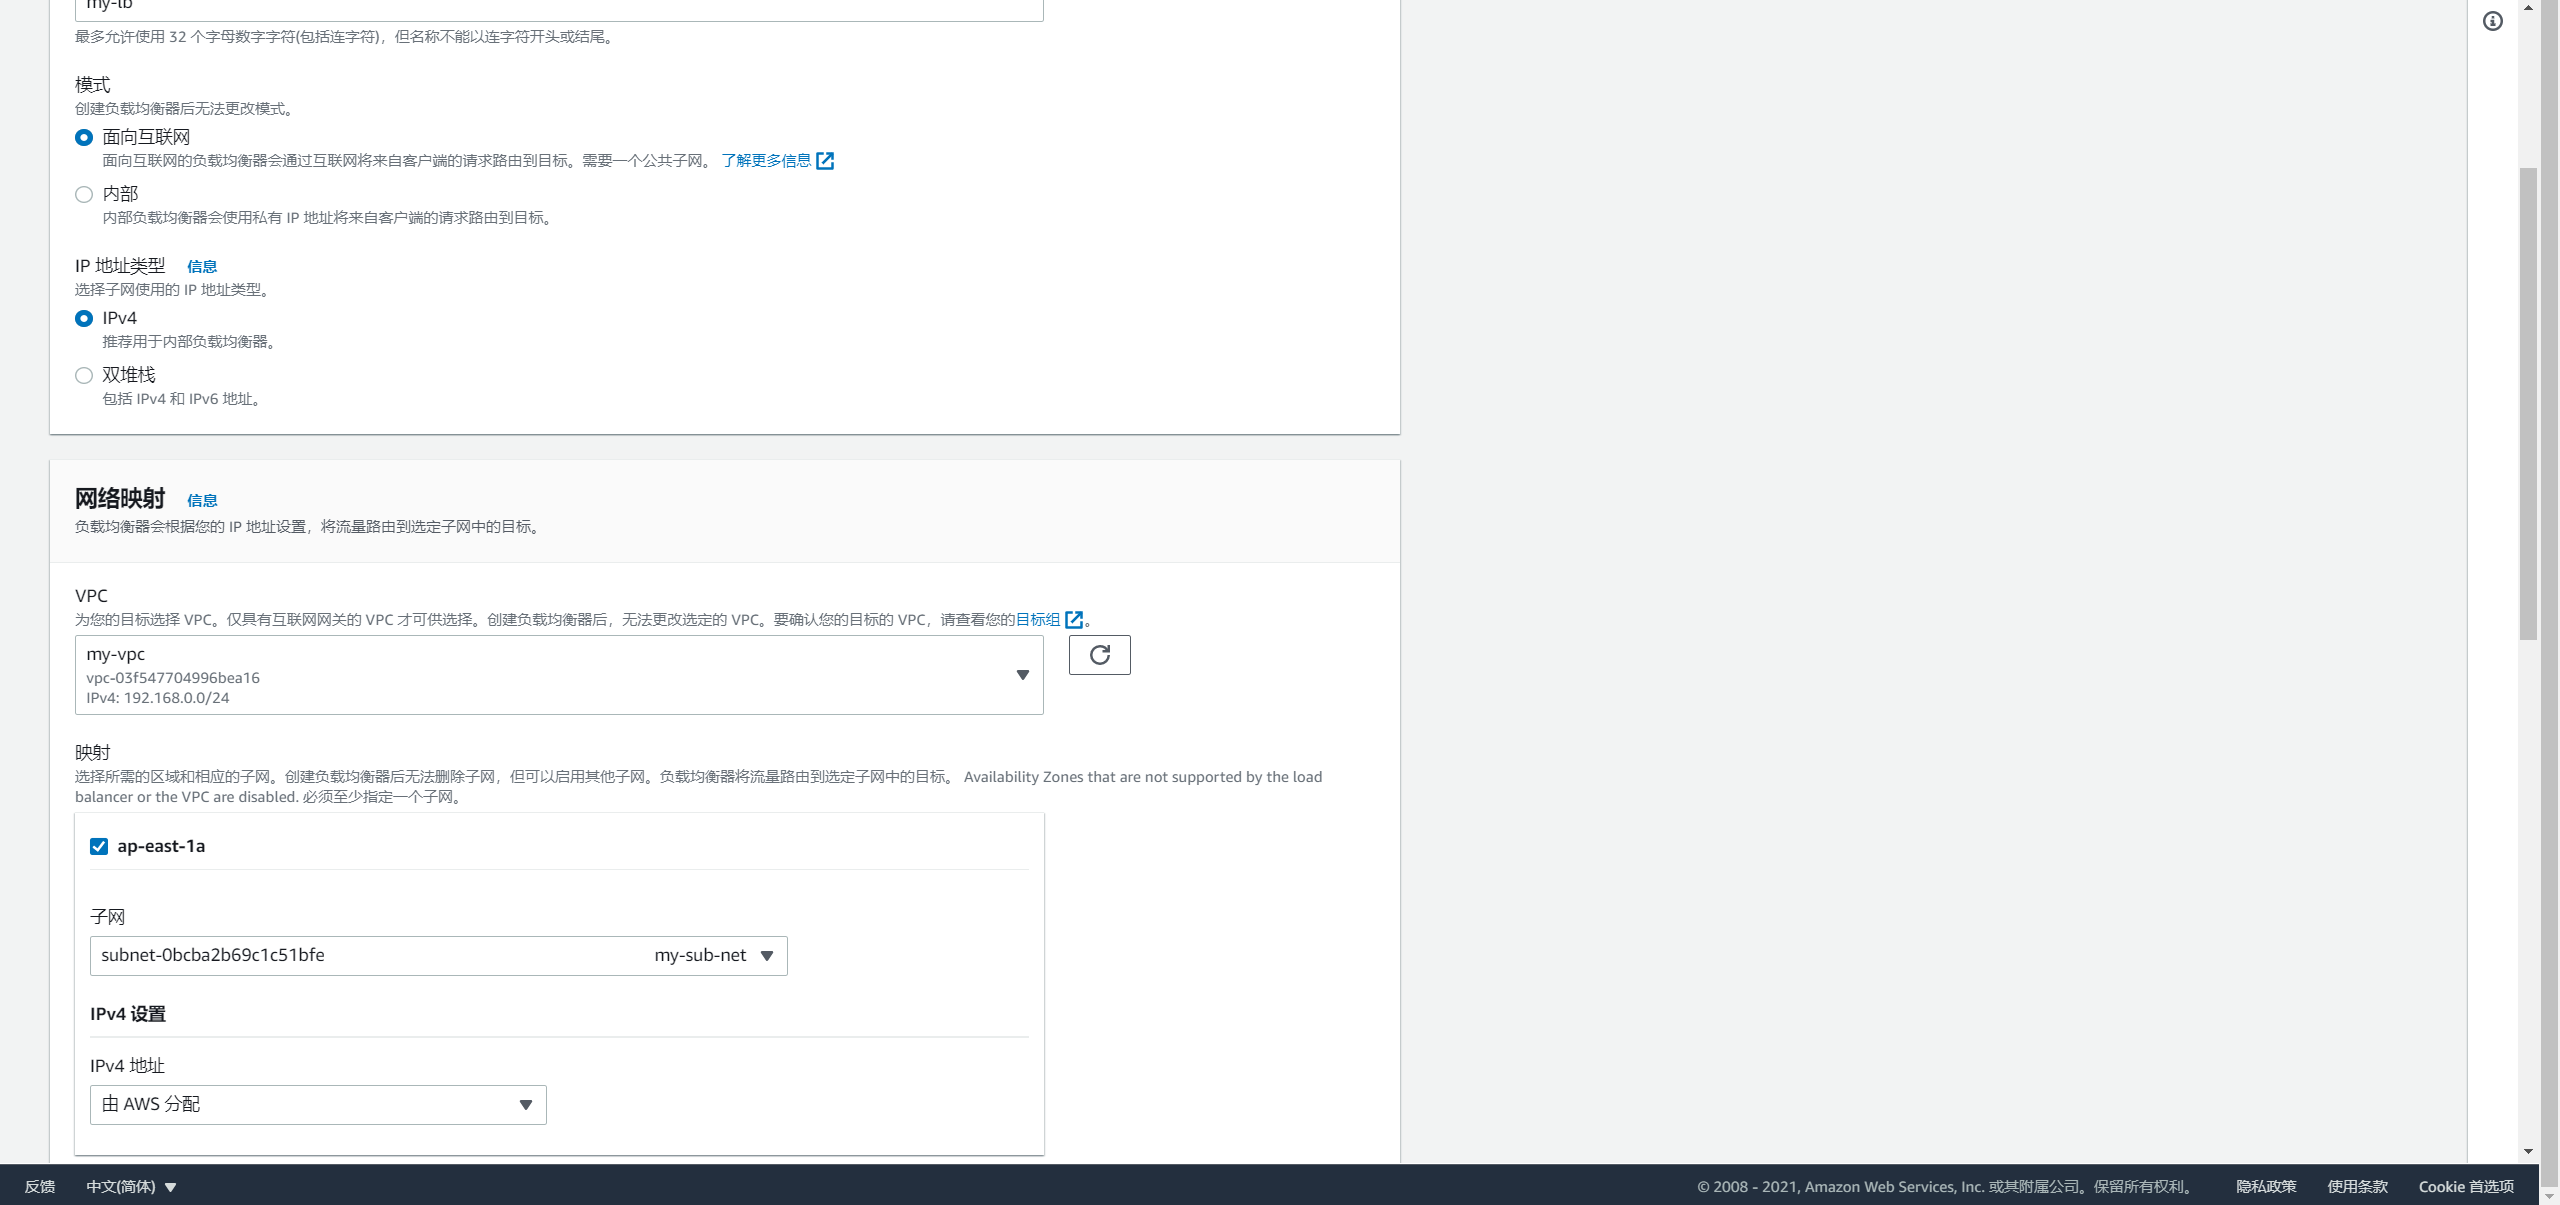 my-lb
最多允许使用 32 个字母数字字符(包括连字符)，但名称不能以连字符开头或结尾。
模式
创建负载均衡器后无法更改模式。
面向互联网
面向互联网的负载均衡器会通过互联网将来自客户端的请求路由到目标。需要一个公共子网。 了解更多信息
内部
内部负载均衡器会使用私有 IP 地址将来自客户端的请求路由到目标。
IP 地址类型 信息
选择子网使用的 IP 地址类型。
IPv4
推荐用于内部负载均衡器。
双堆栈
包括 IPv4 和 IPv6 地址。
网络映射 信息
负载均衡器会根据您的 IP 地址设置，将流量路由到选定子网中的目标。
VPC
为您的目标选择 VPC。仅具有互联网网关的 VPC 才可供选择。创建负载均衡器后，无法更改选定的 VPC。要确认您的目标的 VPC，请查看您的目标组。
my-vpc
vpc-03f547704996bea16
IPv4: 192.168.0.0/24
映射
选择所需的区域和相应的子网。创建负载均衡器后无法删除子网，但可以启用其他子网。负载均衡器将流量路由到选定子网中的目标。 Availability Zones that are not supported by the load
balancer or the VPC are disabled. 必须至少指定一个子网。
ap-east-1a
子网
subnet-0bcba2b69c1c51bfe my-sub-net
IPv4 设置
IPv4 地址
由 AWS 分配
反馈 中文(简体) © 2008 - 2021, Amazon Web Services, Inc. 或其附属公司。保留所有权利。 隐私政策 使用条款 Cookie 首选项